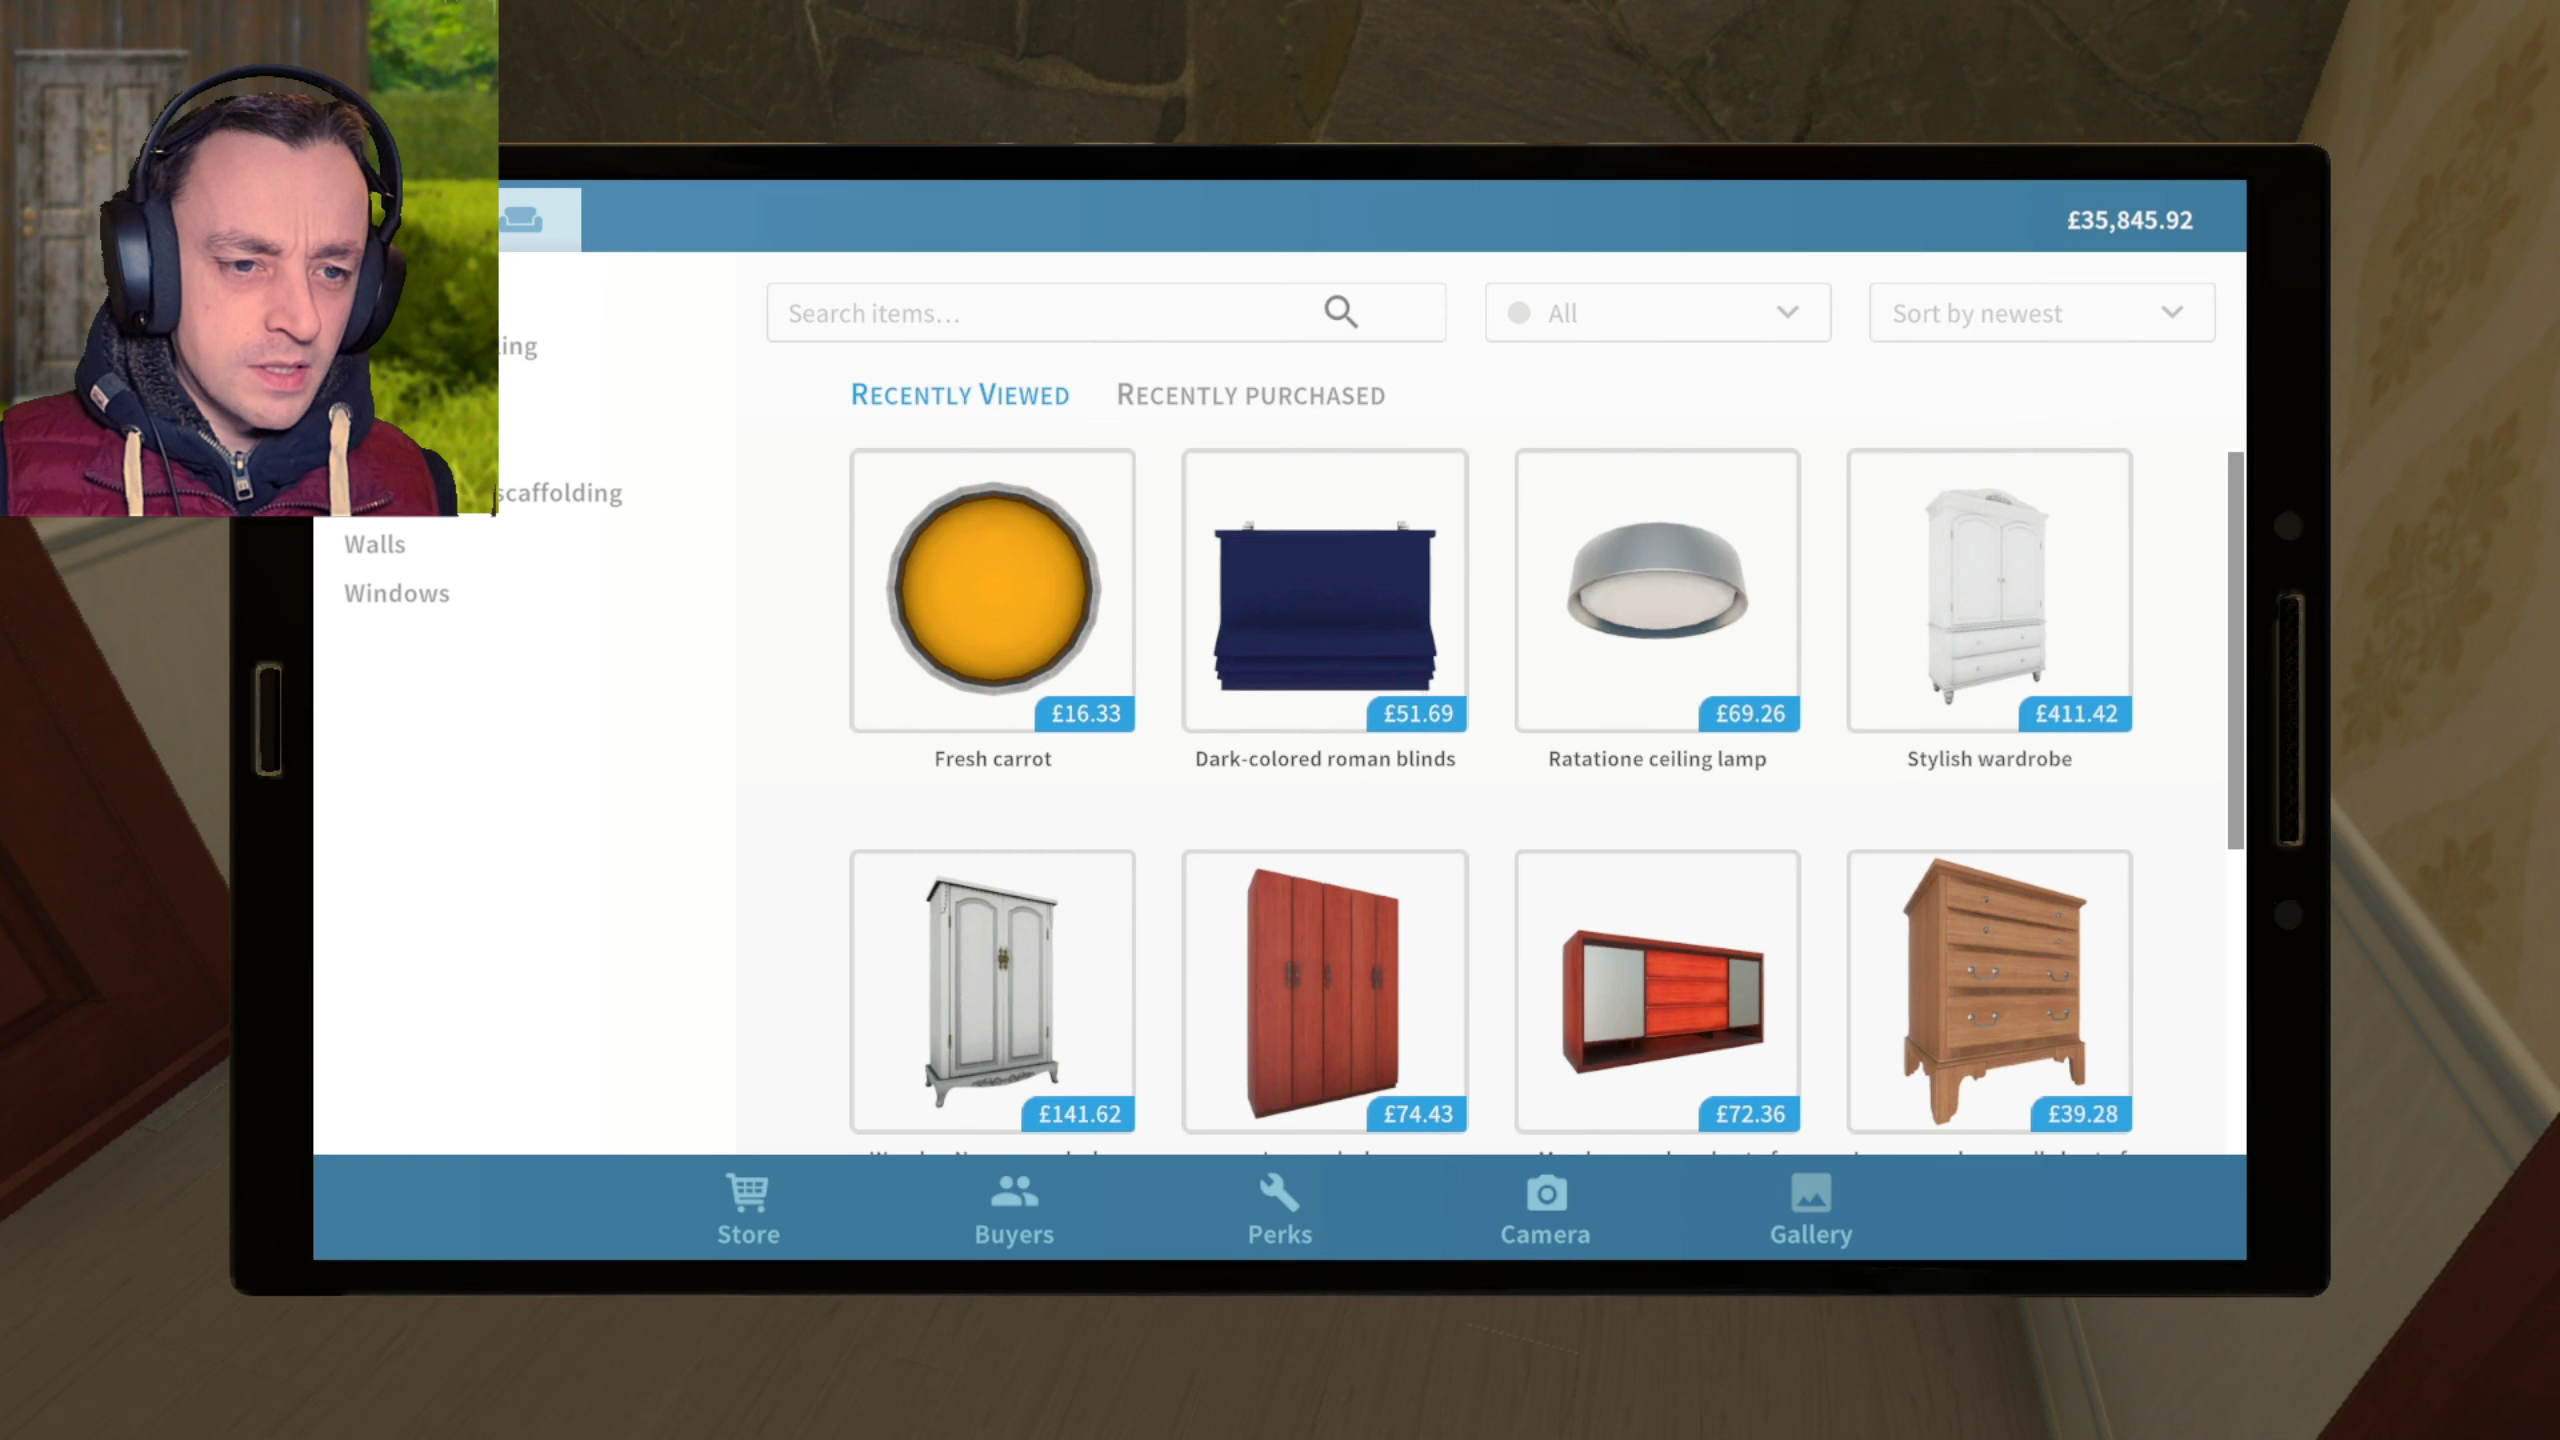 £35,845.92
Search items...
All
Sort by newest
ing
RECENTLY VIEWED
RECENTLY PURCHASED
scaffolding
Walls
Windows
£16.33
£51.69
£69.26
£411.42
Fresh carrot
Dark-colored roman blinds
Ratatione ceiling lamp
Stylish wardrobe
£141.62
£74.43
£72.36
£39.28
Store
Buyers
Perks
Camera
Gallery